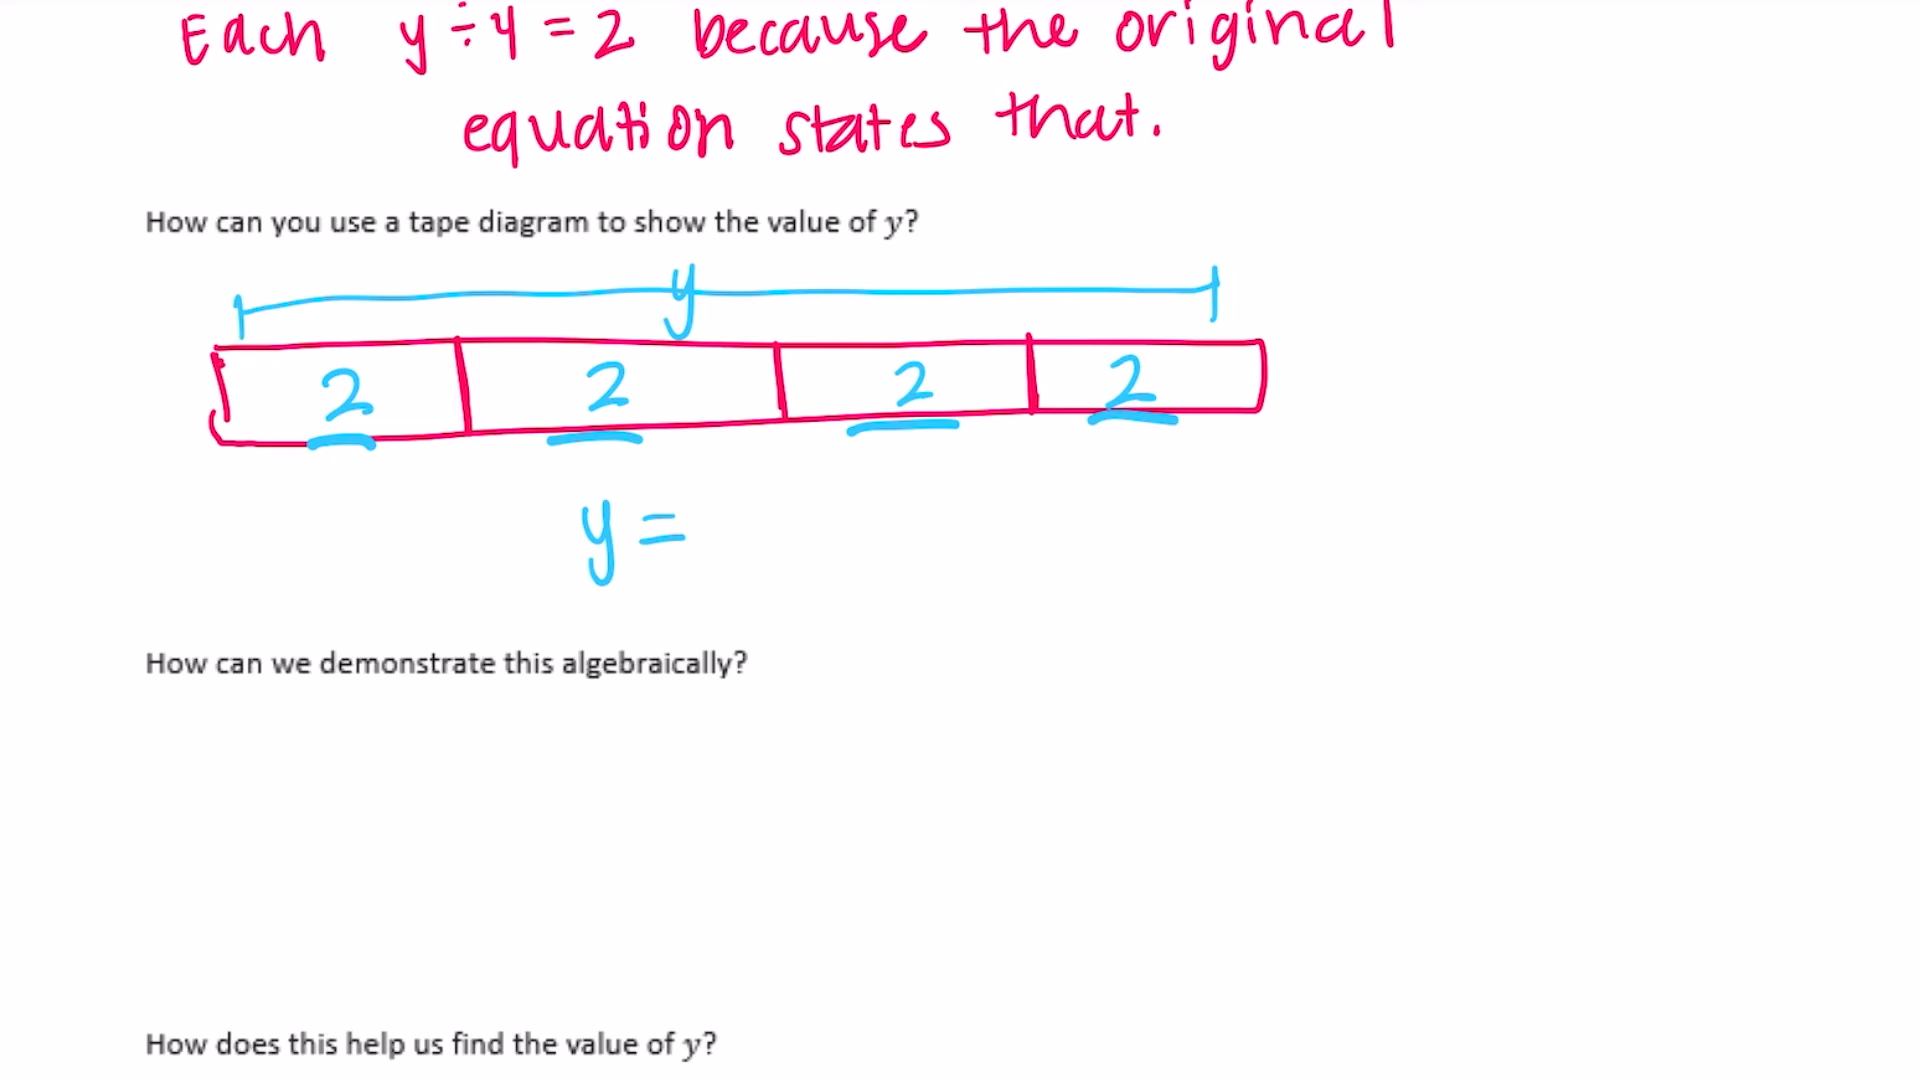 Each y ÷ 4 = 2 because the original
equation states that.
How can you use a tape diagram to show the value of y?
y
2 2 2 2
y =
How can we demonstrate this algebraically?
How does this help us find the value of y?